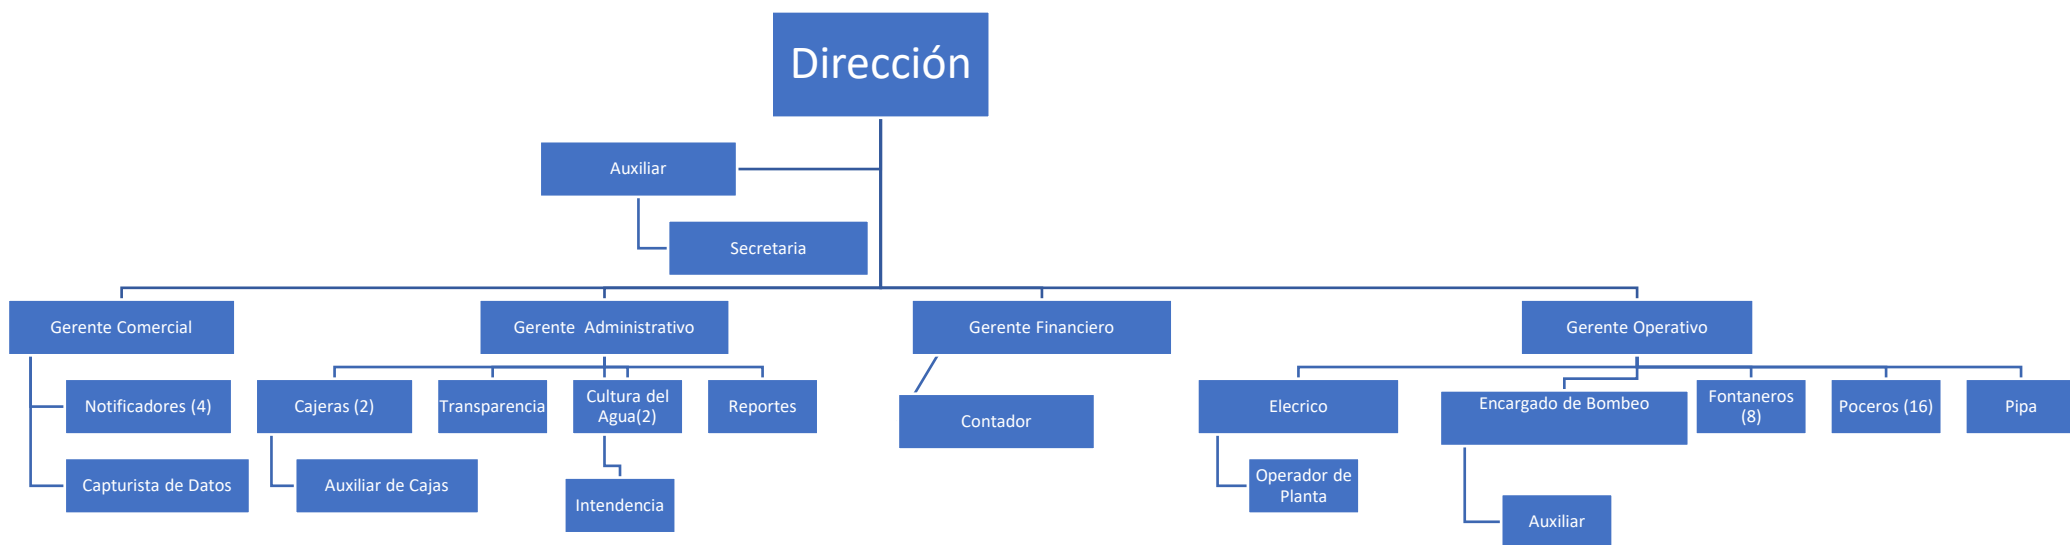 Dirección
Auxiliar
Secretaria
Gerente Comercial
Gerente  Administrativo
Gerente Financiero
Gerente Operativo
Notificadores (4)
Cajeras (2)
Transparencia
Cultura del
Agua(2)
Reportes
Contador
Elecrico
Encargado de Bombeo
Fontaneros
(8)
Poceros (16)
Pipa
Capturista de Datos
Auxiliar de Cajas
Intendencia
Operador de
Planta
Auxiliar